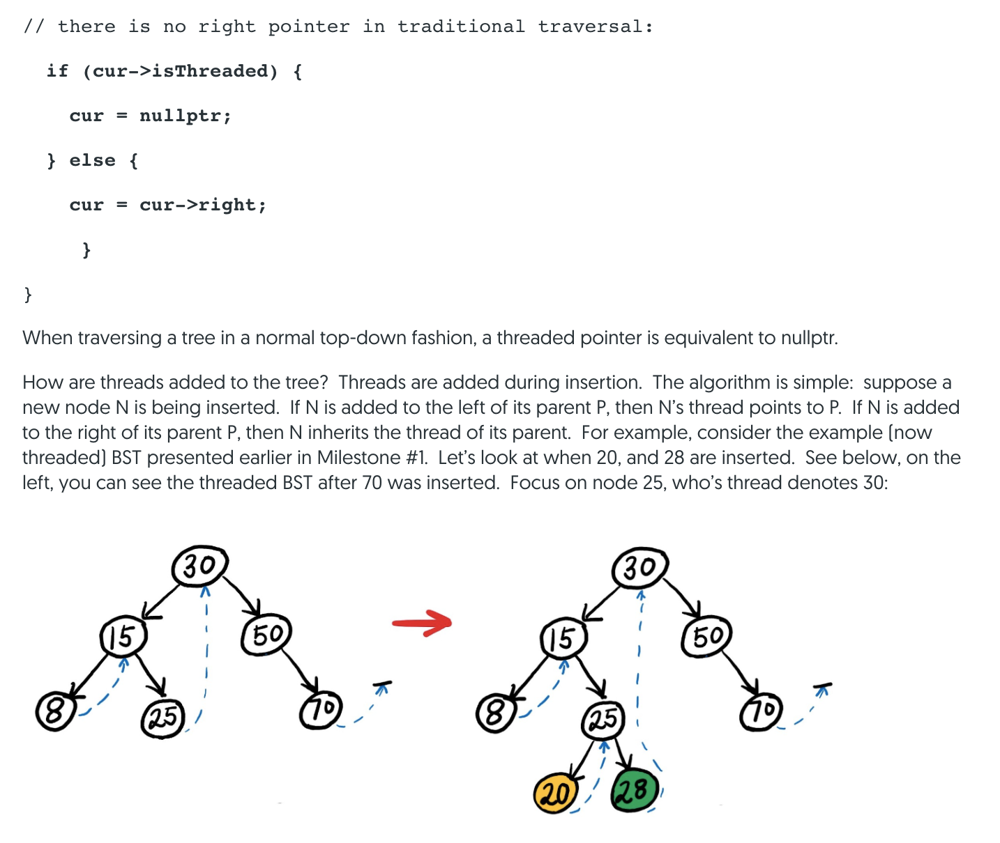 // there is no right pointer in traditional traversal:
if (cur->isThreaded) {
cur = nullptr;
} else {
cur = cur->right;
}
}
When traversing a tree in a normal top-down fashion, a threaded pointer is equivalent to nullptr.
How are threads added to the tree?  Threads are added during insertion.  The algorithm is simple:  suppose a
new node N is being inserted.  If N is added to the left of its parent P, then N’s thread points to P.  If N is added
to the right of its parent P, then N inherits the thread of its parent.  For example, consider the example (now
threaded) BST presented earlier in Milestone #1.  Let’s look at when 20, and 28 are inserted.  See below, on the
left, you can see the threaded BST after 70 was inserted.  Focus on node 25, who’s thread denotes 30:
30
15
50
8
25
70
30
15
50
8
25
70
20
28